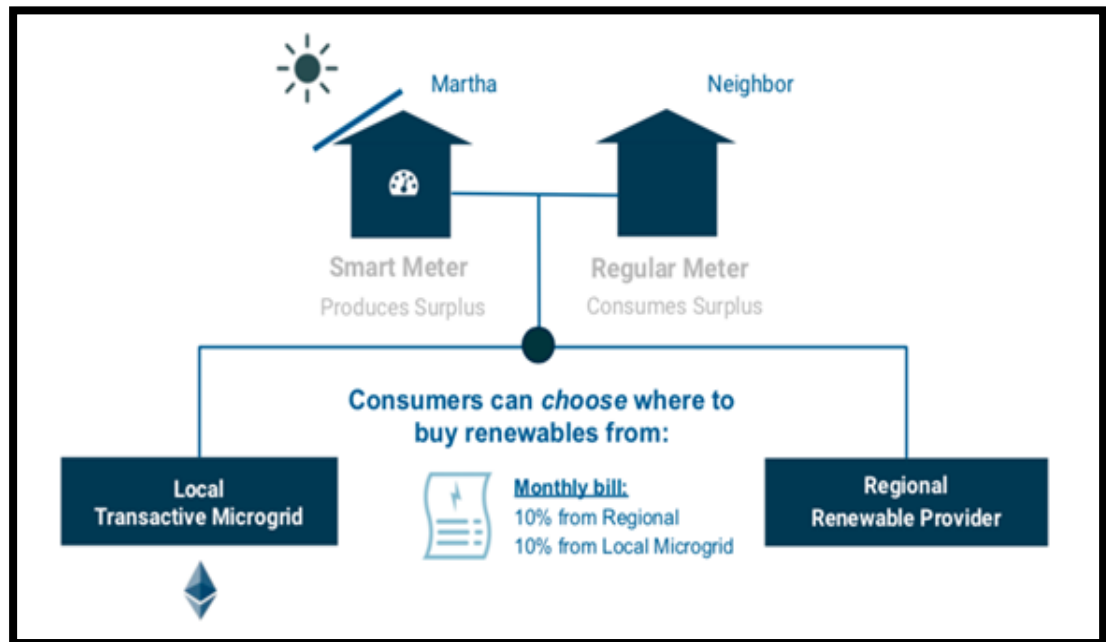 Martha
Neighbor
Smart Meter
Regular Meter
Produces Surplus
Consumes Surplus
Consumers can choose where to
buy renewables from:
Local
Transactive Microgrid
Monthly bill:
10% from Regional
10% from Local Microgrid
Regional
Renewable Provider